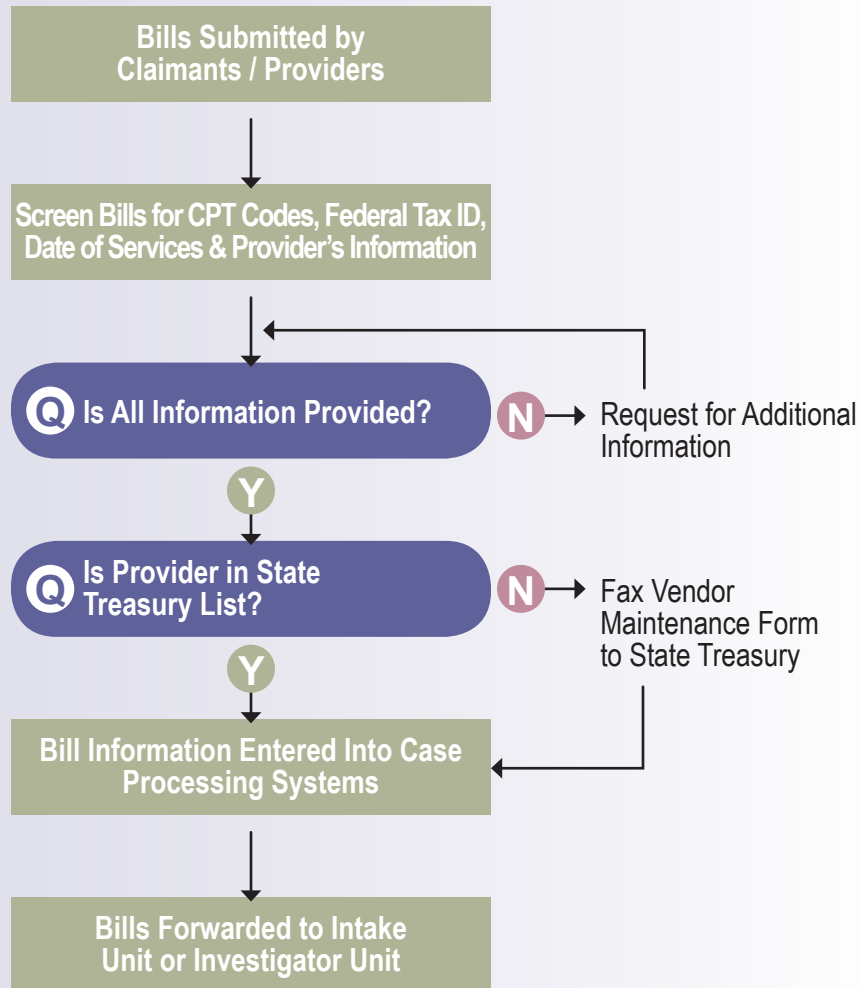 Bills Submitted by
Claimants / Providers
Screen Bills for CPT Codes, Federal Tax ID,
Date of Services & Provider's Information
Q Is All Information Provided?
N
Request for Additional
Information
Y
Q Is Provider in State
Treasury List?
N
Fax Vendor
Maintenance Form
to State Treasury
Y
Bill Information Entered Into Case
Processing Systems
Bills Forwarded to Intake
Unit or Investigator Unit